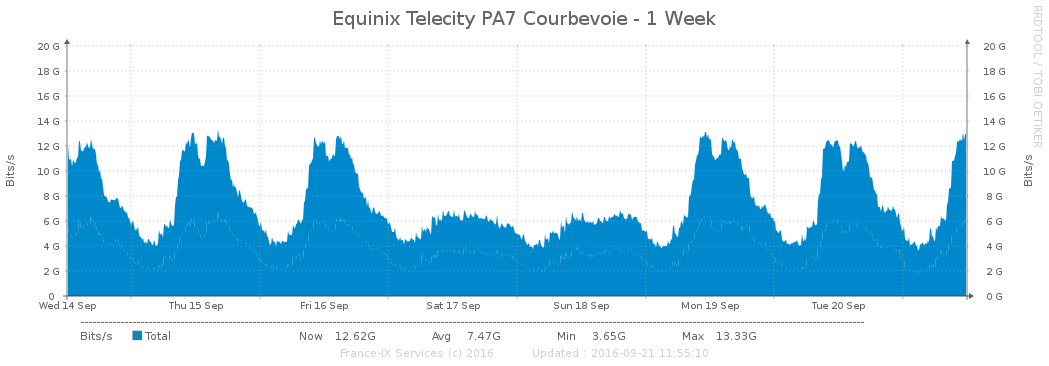 Equinix Telecity PA7 Courbevoie - 1 Week
RRDTOOL / TOBI OETIKER
Bits/s
20 G
18 G
16 G
14 G
12 G
10 G
8 G
6 G
4 G
2 G
0
20 G
18 G
16 G
14 G
12 G
10 G
8 G
6 G
4 G
2 G
0 G
Bits/s
Wed 14 Sep Thu 15 Sep Fri 16 Sep Sat 17 Sep Sun 18 Sep Mon 19 Sep Tue 20 Sep
Bits/s Total Now 12.62G Avg 7.47G Min 3.65G Max 13.33G
France-IX Services (c) 2016 Updated : 2016-09-21 11:55:10